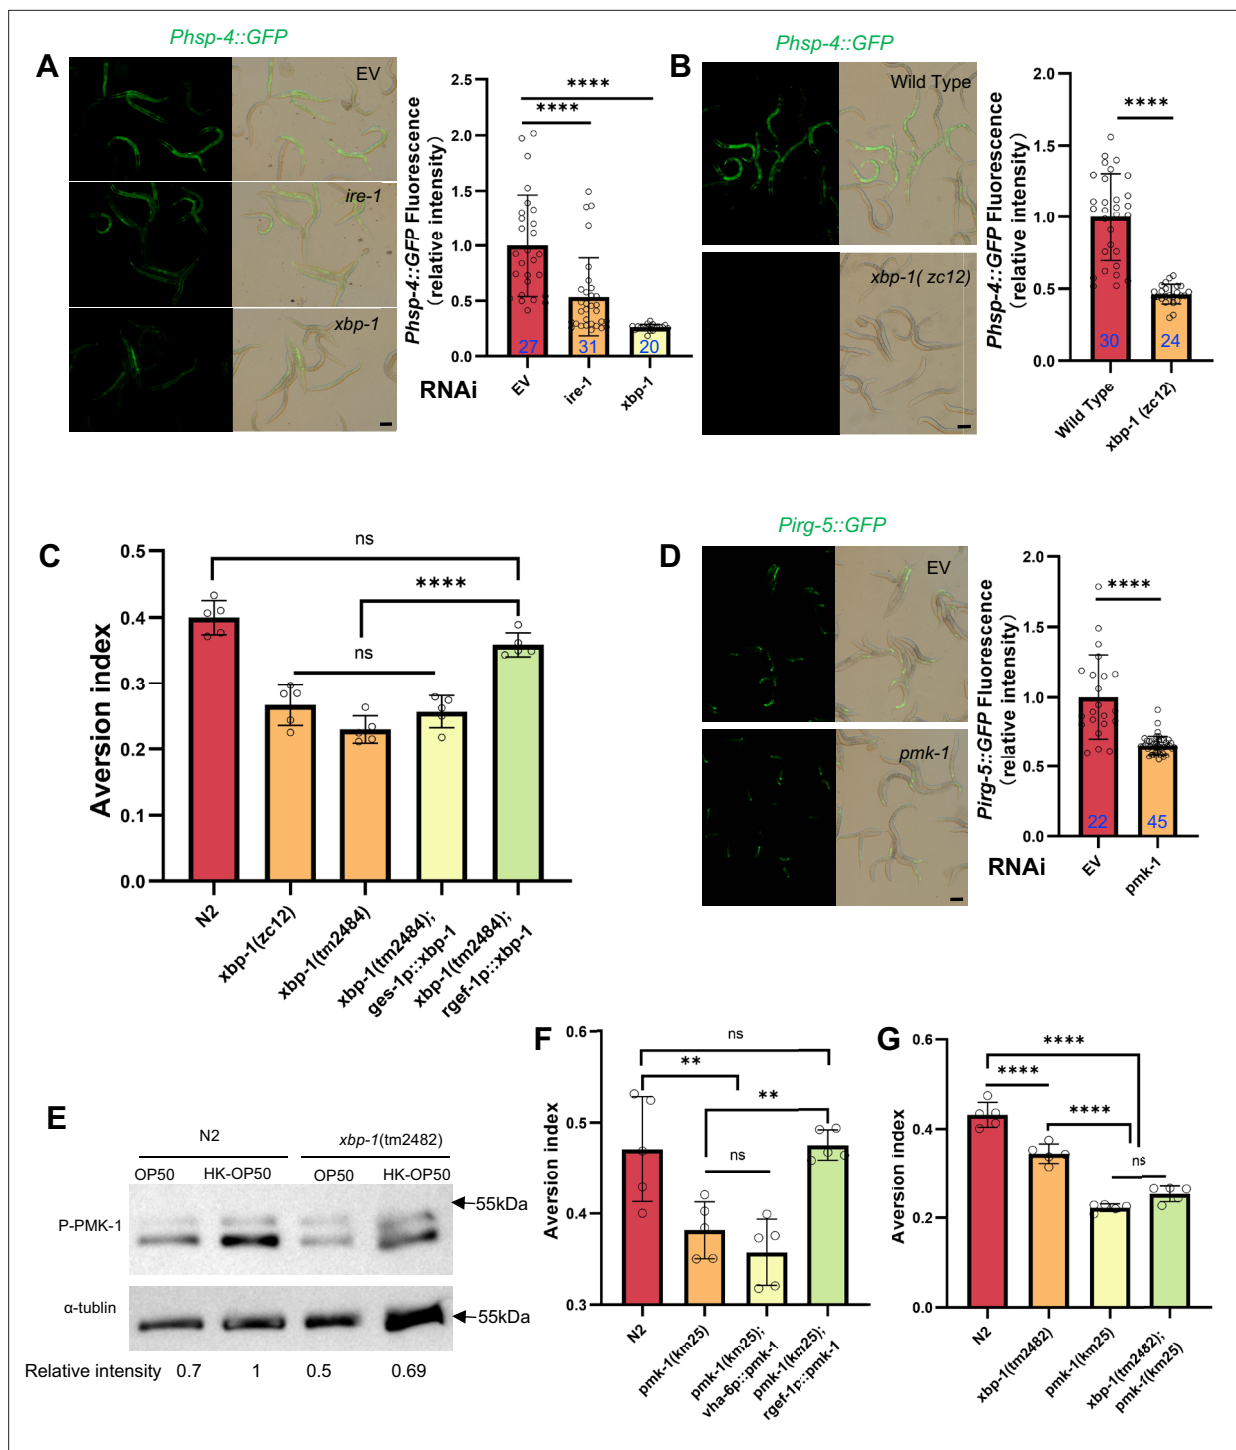 A
Phsp-4::GFP
EV
ire-1
xbp-1
Phsp-4::GFP Fluorescence
(relative intensity)
2.5
2.0
1.5
1.0
0.5
0.0
****
****
27
31
20
RNAi
EV
ire-1
xbp-1
B
Phsp-4::GFP
Wild Type
xbp-1( zc12)
Phsp-4::GFP Fluorescence
(relative intensity)
2.0
1.5
1.0
0.5
0.0
****
30
24
Wild Type
xbp-1 (zc12)
C
Aversion index
0.5
0.4
0.3
0.2
0.1
0.0
ns
****
ns
N2
xbp-1(zc12)
xbp-1(tm2484)
xbp-1(tm2484);
ges-1p::xbp-1
xbp-1(tm2484);
rgef-1p::xbp-1
D
Pirg-5::GFP
EV
pmk-1
Pirg-5::GFP Fluorescence
(relative intensity)
2.0
1.5
1.0
0.5
0.0
****
22
45
RNAi
EV
pmk-1
E
N2
xbp-1(tm2482)
OP50
HK-OP50
OP50
HK-OP50
P-PMK-1
55kDa
α-tublin
55kDa
Relative intensity
0.7
1
0.5
0.69
F
Aversion index
0.6
0.5
0.4
0.3
ns
**
**
ns
N2
pmk-1(km25)
pmk-1(km25);
vha-6p::pmk-1
pmk-1(km25);
rgef-1p::pmk-1
G
Aversion index
0.6
0.4
0.2
0.0
****
****
****
ns
N2
xbp-1(tm2482)
pmk-1(km25)
xbp-1(tm2482);
pmk-1(km25)